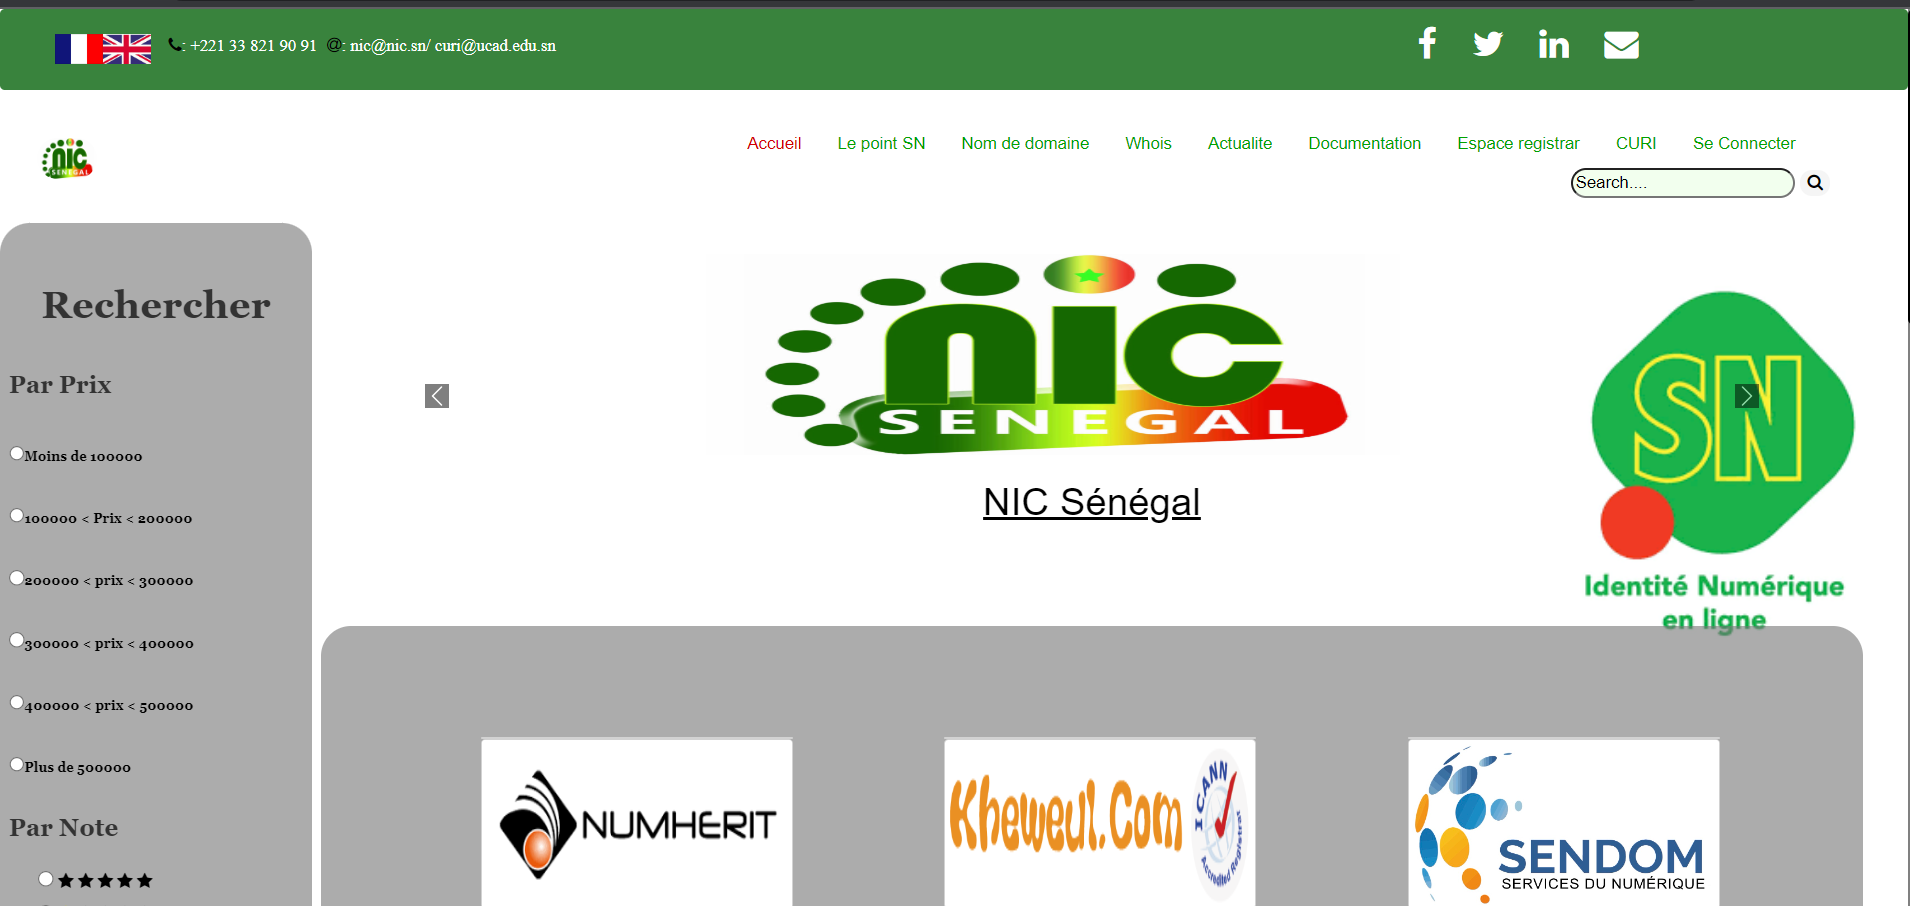 : +221 33 821 90 91 @: nic@nic.sn/ curi@ucad.edu.sn
nic
SENEGAL
Accueil Le point SN Nom de domaine Whois Actualite Documentation Espace registrar CURI Se Connecter
Search....
Rechercher
Par Prix
Moins de 100000
100000 < Prix < 200000
200000 < prix < 300000
300000 < prix < 400000
400000 < prix < 500000
Plus de 500000
Par Note
nic
SENEGAL
NIC Sénégal
SN
Identité Numérique
en ligne
NUMHERIT
Kheweul.Com
ICANN
Accredited Registrar
SENDOM
SERVICES DU NUMÉRIQUE